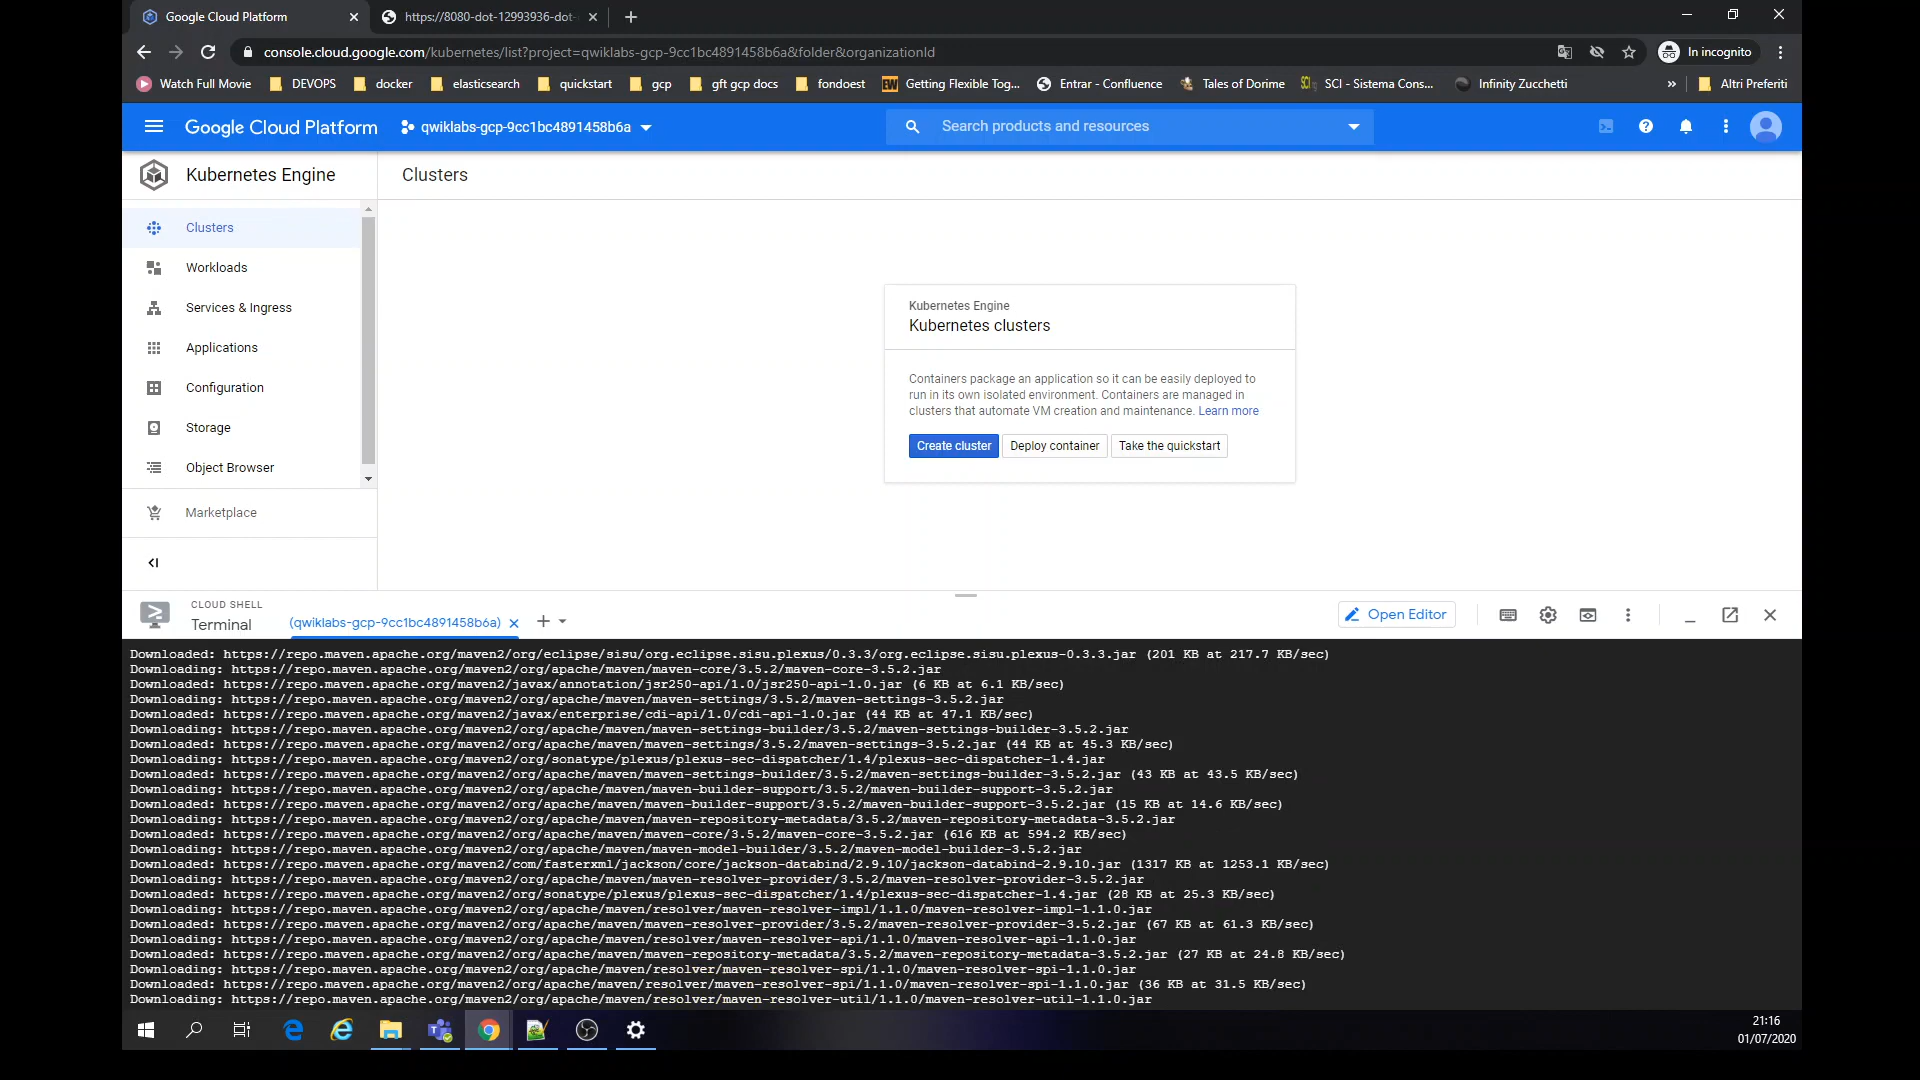 Google Cloud Platform
https://8080-dot-12993936-dot-
console.cloud.google.com/kubernetes/list?project=qwiklabs-gcp-9cc1bc4891458b6a&folder&organizationId
In incognito
Watch Full Movie
DEVOPS
docker
elasticsearch
quickstart
gcp
gft gcp docs
fondoest
Getting Flexible Tog...
Entrar - Confluence
Tales of Dorime
SCI - Sistema Cons...
Infinity Zucchetti
»
Altri Preferiti
Google Cloud Platform
qwiklabs-gcp-9cc1bc4891458b6a
Search products and resources
Kubernetes Engine
Clusters
Clusters
Workloads
Services & Ingress
Applications
Configuration
Storage
Object Browser
Marketplace
Kubernetes Engine
Kubernetes clusters
Containers package an application so it can be easily deployed to
run in its own isolated environment. Containers are managed in
clusters that automate VM creation and maintenance. Learn more
Create cluster
Deploy container
Take the quickstart
CLOUD SHELL
Terminal
(qwiklabs-gcp-9cc1bc4891458b6a)
Open Editor
Downloaded: https://repo.maven.apache.org/maven2/org/eclipse/sisu/org.eclipse.sisu.plexus/0.3.3/org.eclipse.sisu.plexus-0.3.3.jar (201 KB at 217.7 KB/sec)
Downloading: https://repo.maven.apache.org/maven2/org/apache/maven/maven-core/3.5.2/maven-core-3.5.2.jar
Downloaded: https://repo.maven.apache.org/maven2/javax/annotation/jsr250-api/1.0/jsr250-api-1.0.jar (6 KB at 6.1 KB/sec)
Downloading: https://repo.maven.apache.org/maven2/org/apache/maven/maven-settings/3.5.2/maven-settings-3.5.2.jar
Downloaded: https://repo.maven.apache.org/maven2/javax/enterprise/cdi-api/1.0/cdi-api-1.0.jar (44 KB at 47.1 KB/sec)
Downloading: https://repo.maven.apache.org/maven2/org/apache/maven/maven-settings-builder/3.5.2/maven-settings-builder-3.5.2.jar
Downloaded: https://repo.maven.apache.org/maven2/org/apache/maven/maven-settings/3.5.2/maven-settings-3.5.2.jar (44 KB at 45.3 KB/sec)
Downloading: https://repo.maven.apache.org/maven2/org/sonatype/plexus/plexus-sec-dispatcher/1.4/plexus-sec-dispatcher-1.4.jar
Downloaded: https://repo.maven.apache.org/maven2/org/apache/maven/maven-settings-builder/3.5.2/maven-settings-builder-3.5.2.jar (43 KB at 43.5 KB/sec)
Downloading: https://repo.maven.apache.org/maven2/org/apache/maven/maven-builder-support/3.5.2/maven-builder-support-3.5.2.jar
Downloaded: https://repo.maven.apache.org/maven2/org/apache/maven/maven-builder-support/3.5.2/maven-builder-support-3.5.2.jar (15 KB at 14.6 KB/sec)
Downloading: https://repo.maven.apache.org/maven2/org/apache/maven/maven-repository-metadata/3.5.2/maven-repository-metadata-3.5.2.jar
Downloaded: https://repo.maven.apache.org/maven2/org/apache/maven/maven-core/3.5.2/maven-core-3.5.2.jar (616 KB at 594.2 KB/sec)
Downloading: https://repo.maven.apache.org/maven2/org/apache/maven/maven-model-builder/3.5.2/maven-model-builder-3.5.2.jar
Downloaded: https://repo.maven.apache.org/maven2/com/fasterxml/jackson/core/jackson-databind/2.9.10/jackson-databind-2.9.10.jar (1317 KB at 1253.1 KB/sec)
Downloading: https://repo.maven.apache.org/maven2/org/apache/maven/maven-resolver-provider/3.5.2/maven-resolver-provider-3.5.2.jar
Downloaded: https://repo.maven.apache.org/maven2/org/sonatype/plexus/plexus-sec-dispatcher/1.4/plexus-sec-dispatcher-1.4.jar (28 KB at 25.3 KB/sec)
Downloading: https://repo.maven.apache.org/maven2/org/apache/maven/resolver/maven-resolver-impl/1.1.0/maven-resolver-impl-1.1.0.jar
Downloaded: https://repo.maven.apache.org/maven2/org/apache/maven/maven-resolver-provider/3.5.2/maven-resolver-provider-3.5.2.jar (67 KB at 61.3 KB/sec)
Downloading: https://repo.maven.apache.org/maven2/org/apache/maven/resolver/maven-resolver-api/1.1.0/maven-resolver-api-1.1.0.jar
Downloaded: https://repo.maven.apache.org/maven2/org/apache/maven/maven-repository-metadata/3.5.2/maven-repository-metadata-3.5.2.jar (27 KB at 24.8 KB/sec)
Downloading: https://repo.maven.apache.org/maven2/org/apache/maven/resolver/maven-resolver-spi/1.1.0/maven-resolver-spi-1.1.0.jar
Downloaded: https://repo.maven.apache.org/maven2/org/apache/maven/resolver/maven-resolver-spi/1.1.0/maven-resolver-spi-1.1.0.jar (36 KB at 31.5 KB/sec)
Downloading: https://repo.maven.apache.org/maven2/org/apache/maven/resolver/maven-resolver-util/1.1.0/maven-resolver-util-1.1.0.jar
21:16
01/07/2020